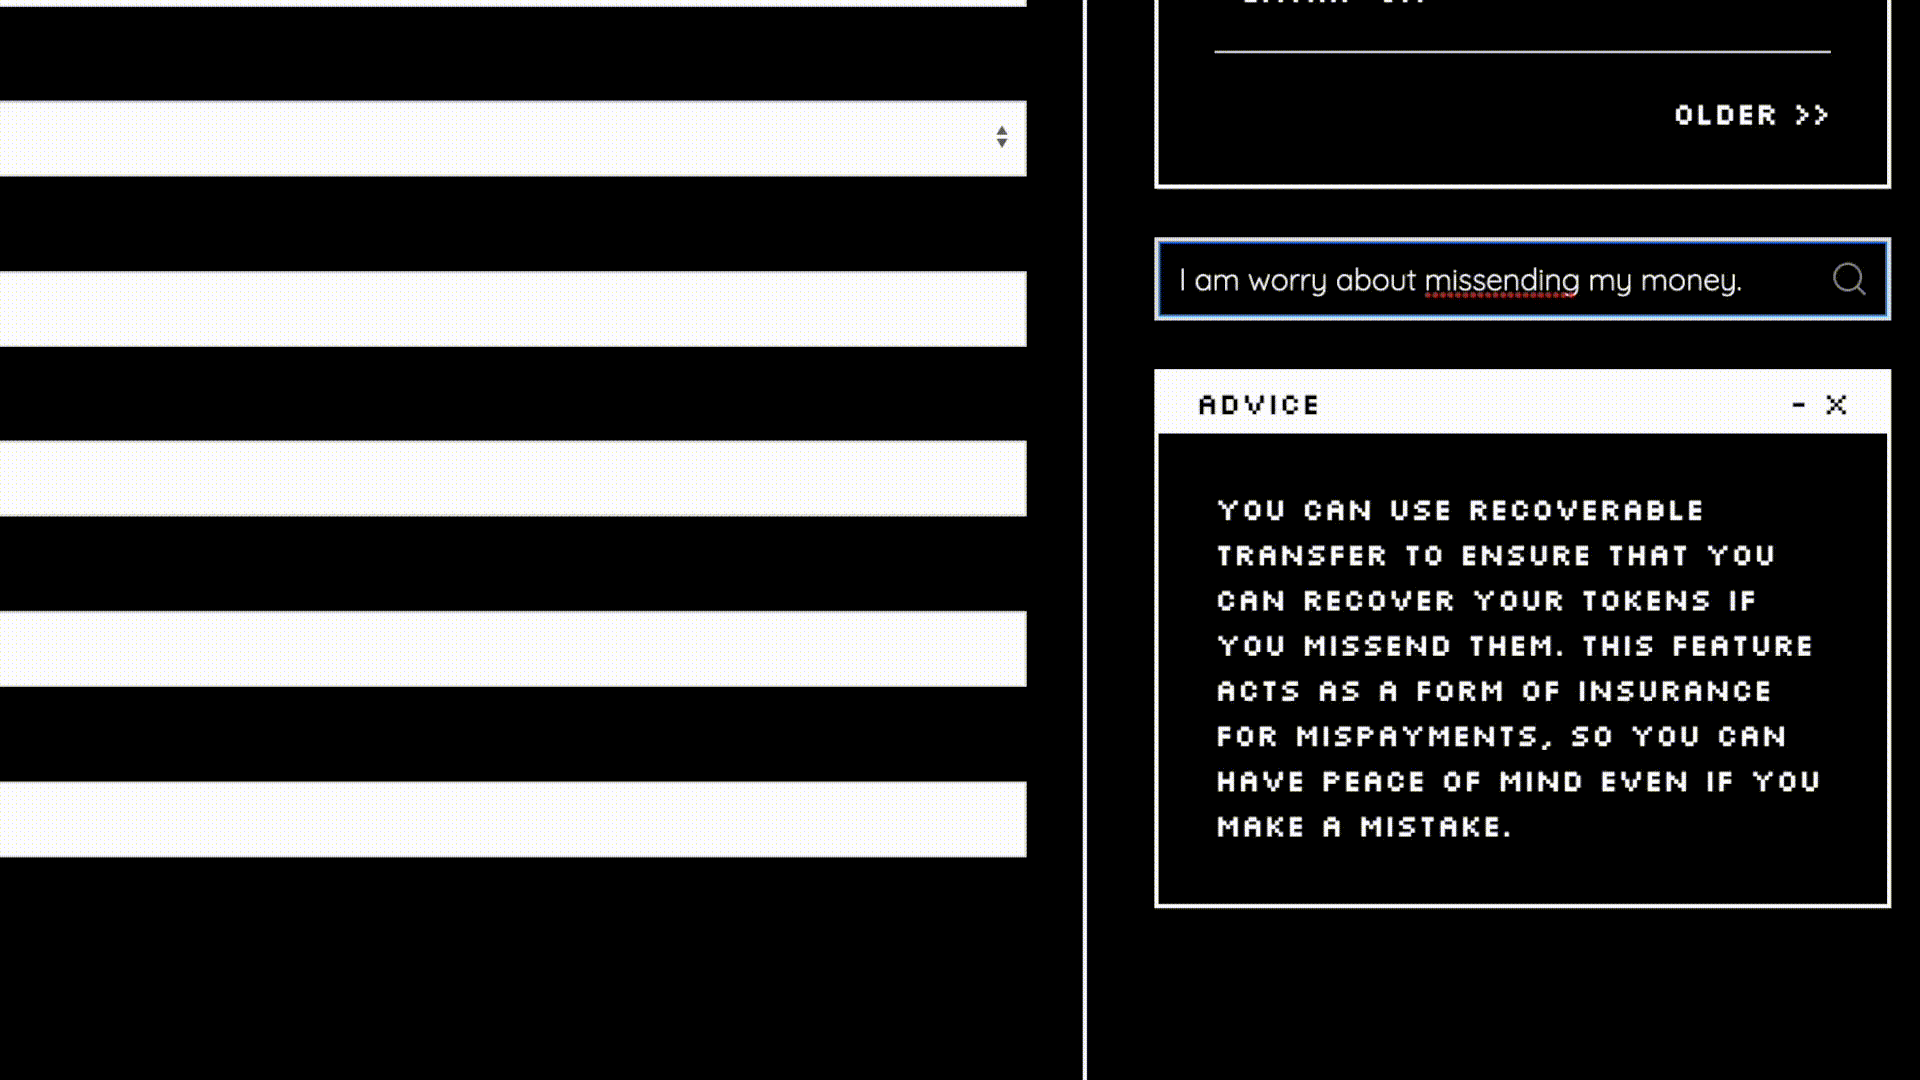 OLDER >>
I am worry about missending my money.
ADVICE - X
YOU CAN USE RECOVERABLE
TRANSFER TO ENSURE THAT YOU
CAN RECOVER YOUR TOKENS IF
YOU MISSEND THEM. THIS FEATURE
ACTS AS A FORM OF INSURANCE
FOR MISPAYMENTS, SO YOU CAN
HAVE PEACE OF MIND EVEN IF YOU
MAKE A MISTAKE.